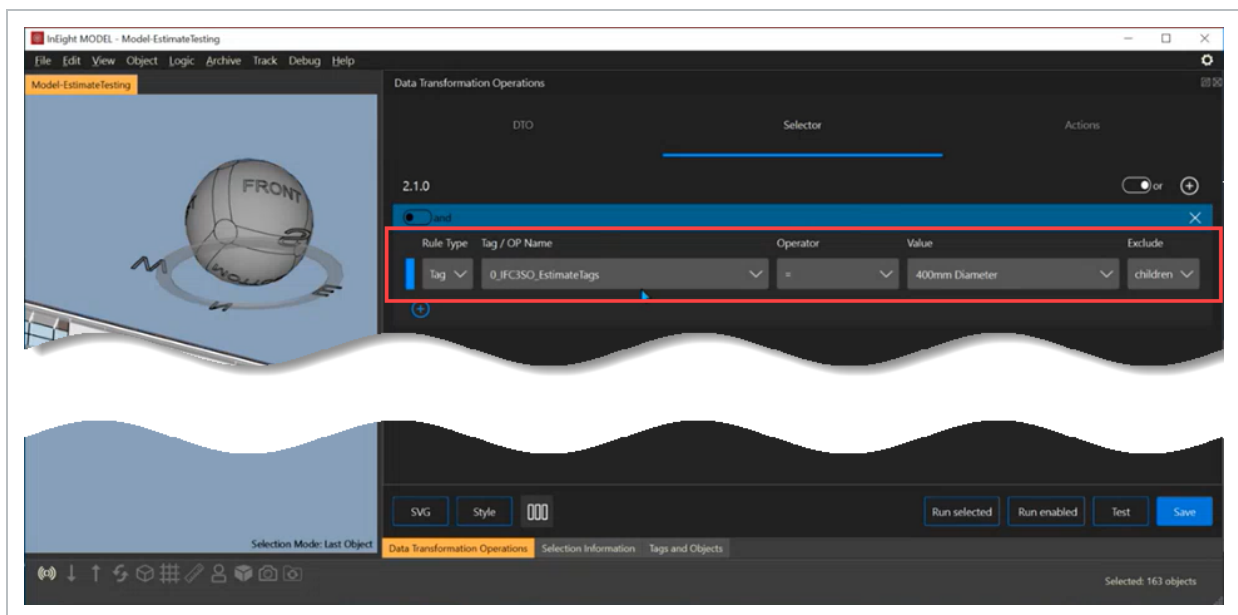 InEight MODEL - Model-EstimateTesting
File Edit View Object Logic Archive Track Debug Help
Model-EstimateTesting
Data Transformation Operations
DTO Selector Actions
FRONT
2.1.0 or
and
Rule Type Tag / OP Name Operator Value Exclude
Tag 0_IFC3SO_EstimateTags = 400mm Diameter children
N
E
SVG Style Run selected Run enabled Test Save
Selection Mode: Last Object
Data Transformation Operations Selection Information Tags and Objects
Selected: 163 objects